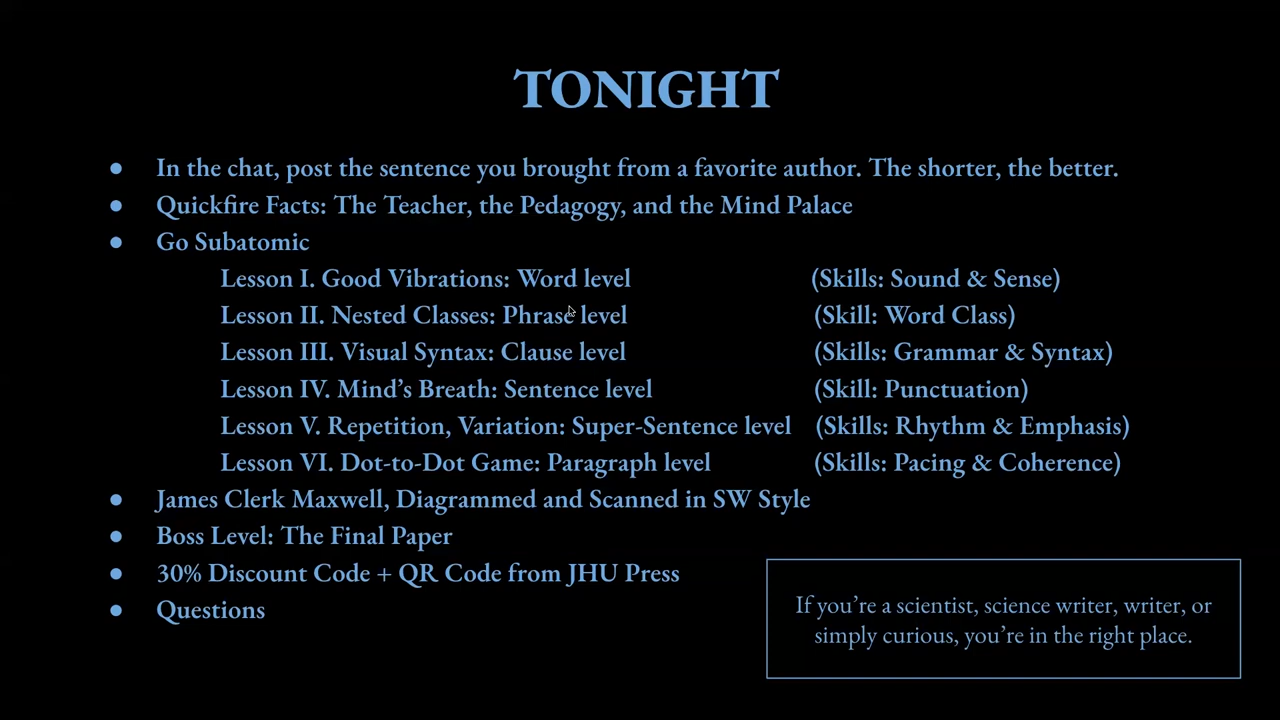 TONIGHT
● In the chat, post the sentence you brought from a favorite author. The shorter, the better.
● Quickfire Facts: The Teacher, the Pedagogy, and the Mind Palace
● Go Subatomic
Lesson I. Good Vibrations: Word level (Skills: Sound & Sense)
Lesson II. Nested Classes: Phrase level (Skill: Word Class)
Lesson III. Visual Syntax: Clause level (Skills: Grammar & Syntax)
Lesson IV. Mind’s Breath: Sentence level (Skill: Punctuation)
Lesson V. Repetition, Variation: Super-Sentence level (Skills: Rhythm & Emphasis)
Lesson VI. Dot-to-Dot Game: Paragraph level (Skills: Pacing & Coherence)
● James Clerk Maxwell, Diagrammed and Scanned in SW Style
● Boss Level: The Final Paper
● 30% Discount Code + QR Code from JHU Press
● Questions
If you’re a scientist, science writer, writer, or
simply curious, you’re in the right place.